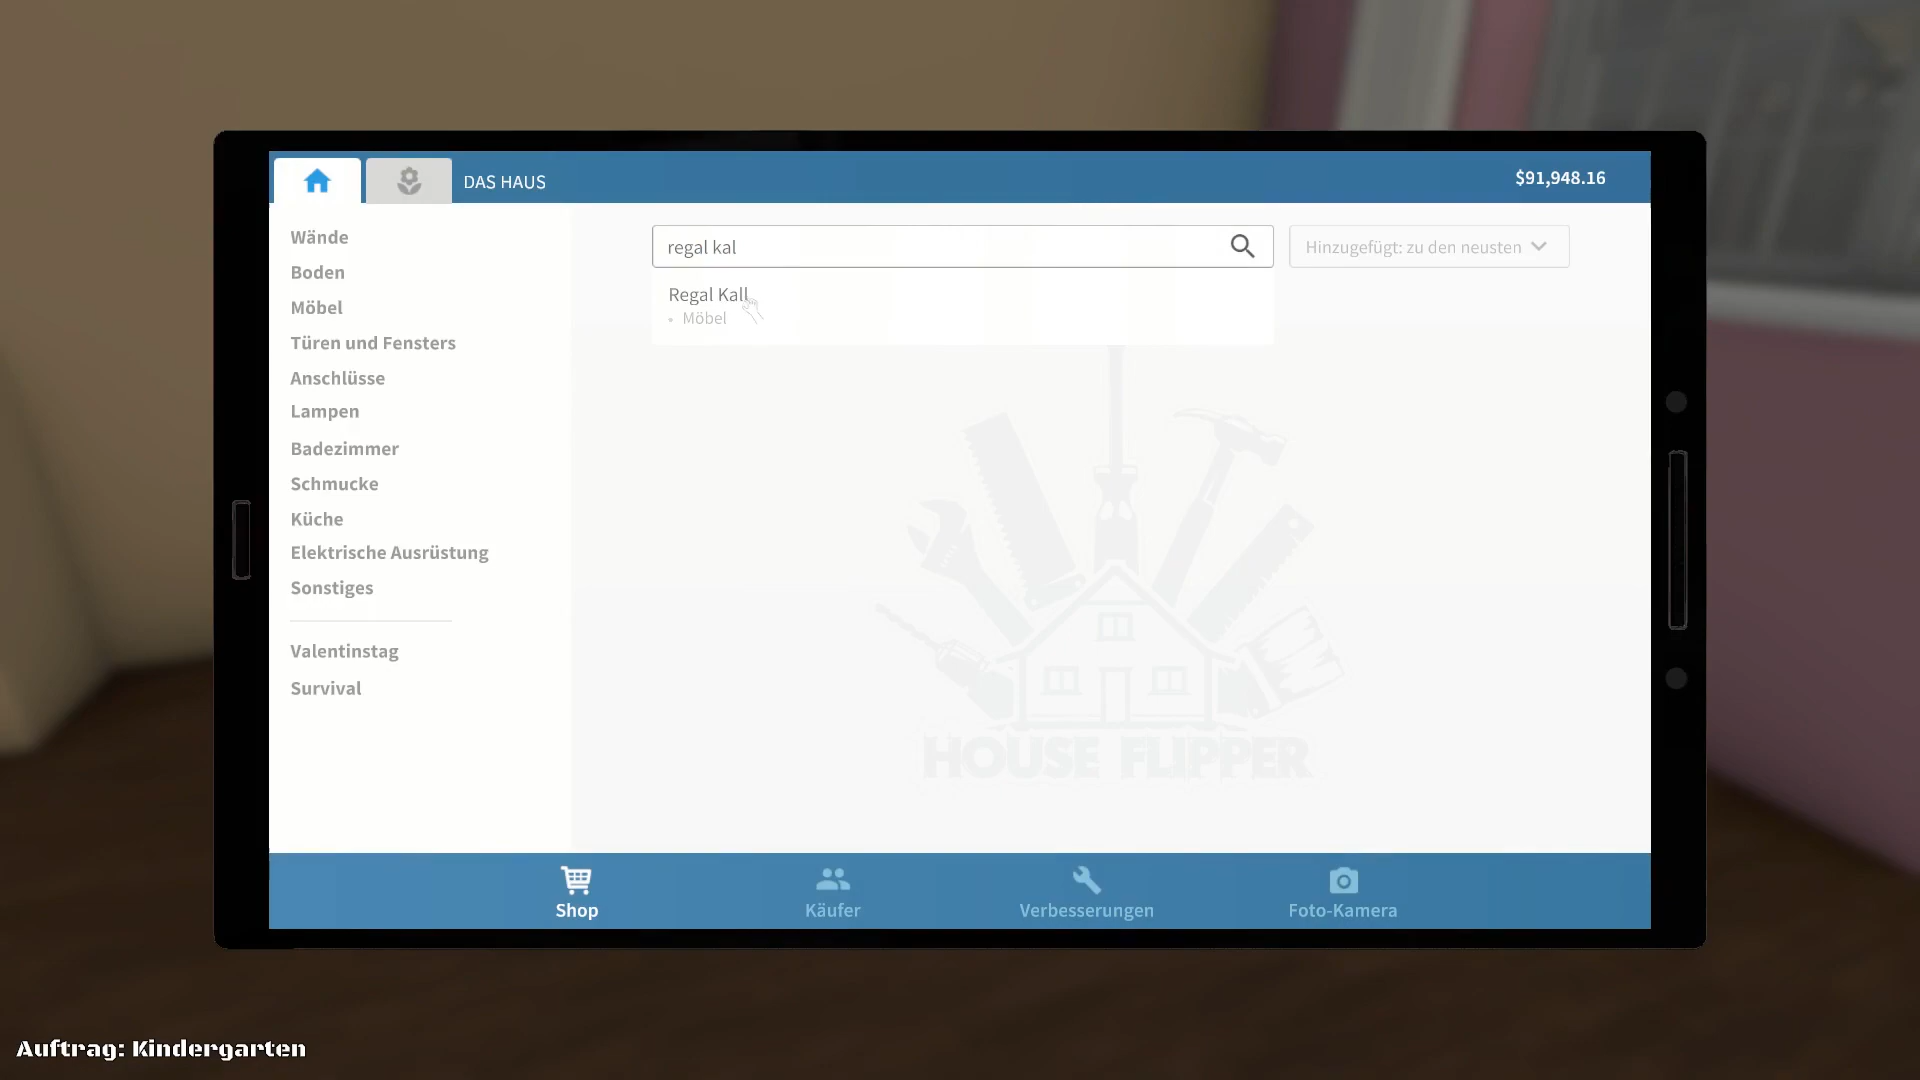 DAS HAUS
$91,948.16
regal kal
Hinzugefügt: zu den neusten
Regal Kall
• Möbel
Wände
Boden
Möbel
Türen und Fensters
Anschlüsse
Lampen
Badezimmer
Schmucke
Küche
Elektrische Ausrüstung
Sonstiges
Valentinstag
Survival
HOUSE FLIPPER
Shop
Käufer
Verbesserungen
Foto-Kamera
Auftrag: Kindergarten